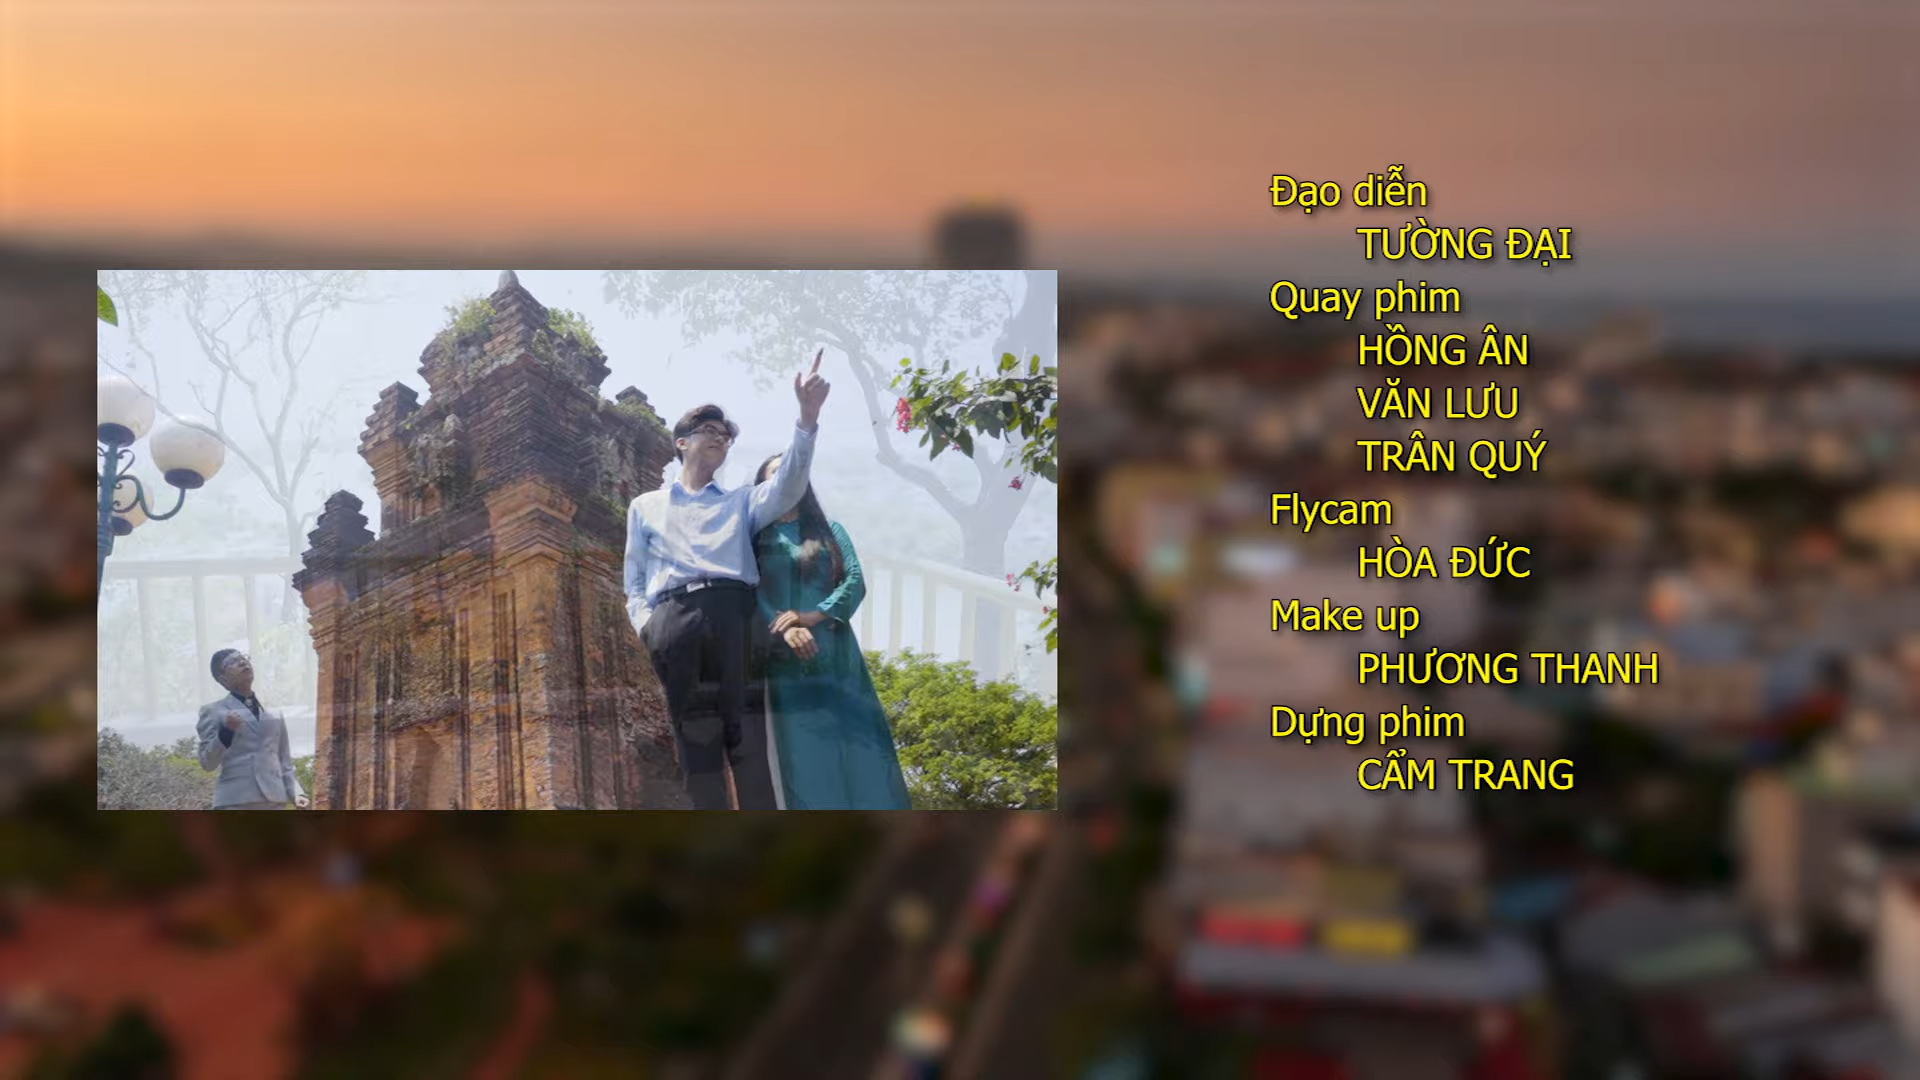 Đạo diễn
TƯỜNG ĐẠI
Quay phim
HỒNG ÂN
VĂN LƯU
TRÂN QUÝ
Flycam
HÒA ĐỨC
Make up
PHƯƠNG THANH
Dựng phim
CẨM TRANG